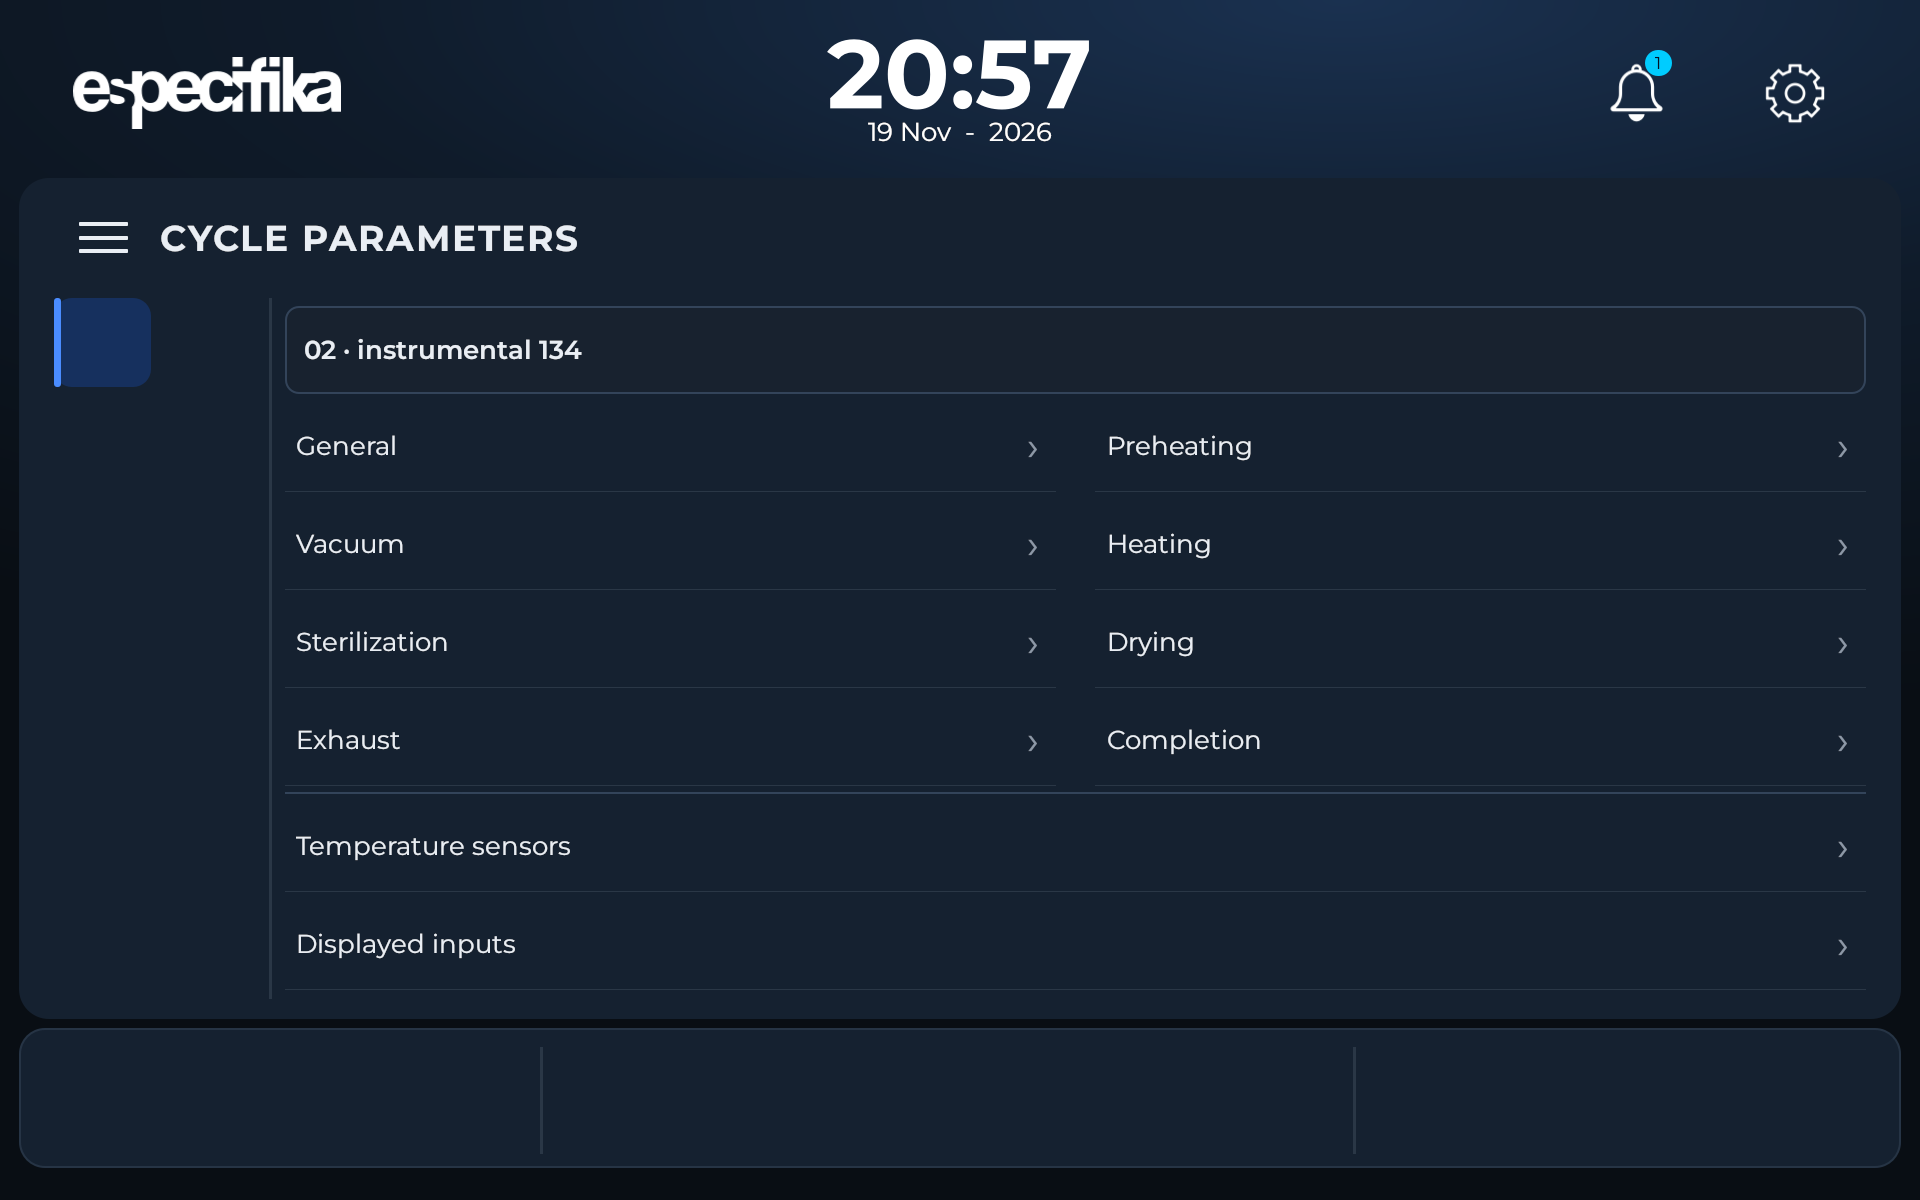 especifika
20:57
19 Nov - 2026
1
CYCLE PARAMETERS
02 · instrumental 134
General
Preheating
Vacuum
Heating
Sterilization
Drying
Exhaust
Completion
Temperature sensors
Displayed inputs